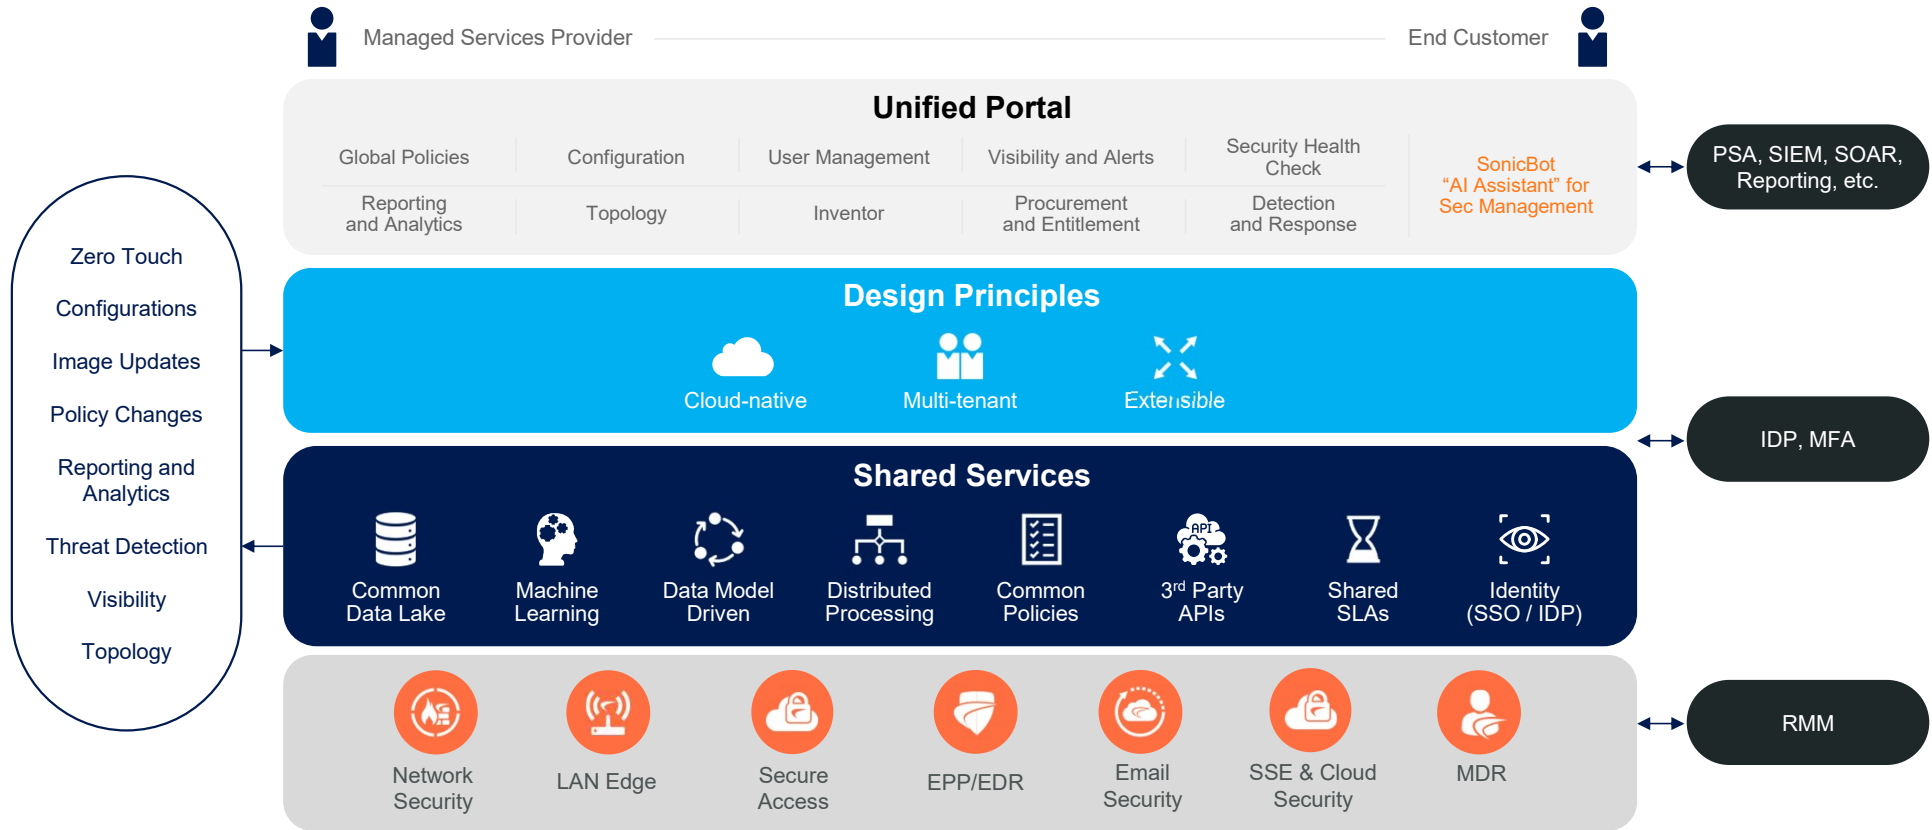 Managed Services Provider
End Customer
Unified Portal
Global Policies
Configuration
User Management
Visibility and Alerts
Security Health
Check
Reporting
and Analytics
Topology
Inventor
Procurement
and Entitlement
Detection
and Response
SonicBot
“AI Assistant” for
Sec Management
PSA, SIEM, SOAR,
Reporting, etc.
Zero Touch
Configurations
Image Updates
Policy Changes
Reporting and
Analytics
Threat Detection
Visibility
Topology
Design Principles
Cloud-native
Multi-tenant
Extensible
IDP, MFA
Shared Services
API
Common
Data Lake
Machine
Learning
Data Model
Driven
Distributed
Processing
Common
Policies
3rd Party
APIs
Shared
SLAs
Identity
(SSO / IDP)
Network
Security
LAN Edge
Secure
Access
EPP/EDR
Email
Security
SSE & Cloud
Security
MDR
RMM